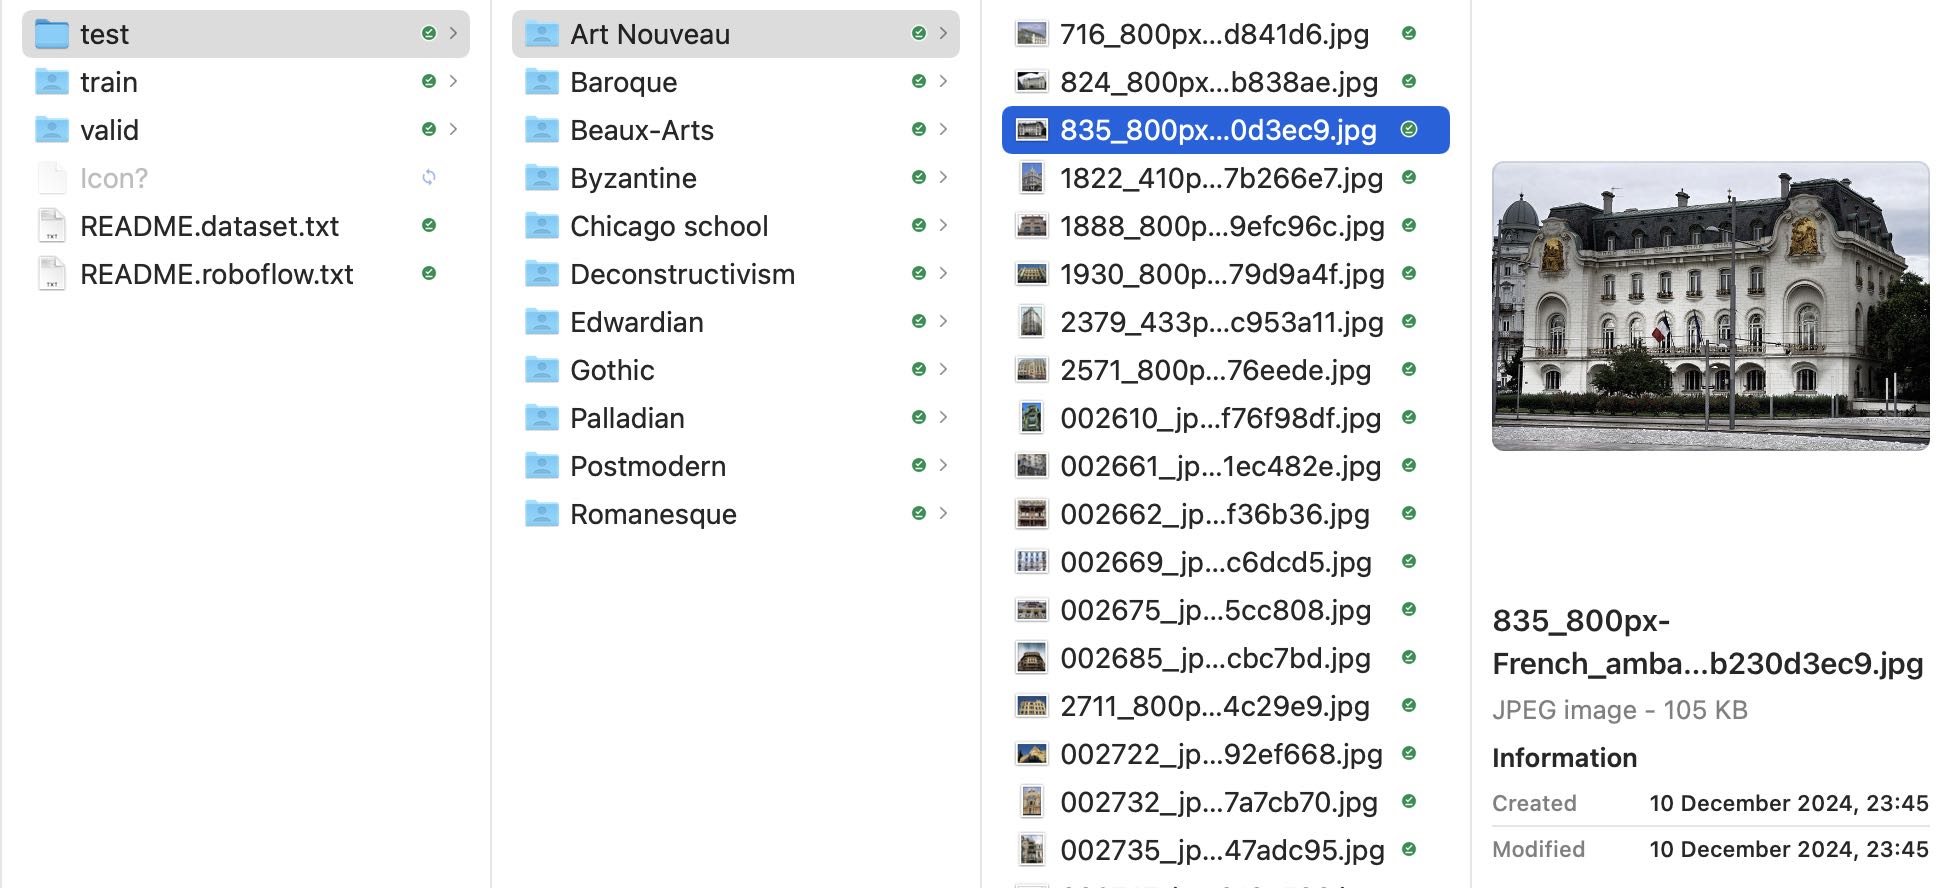 test
train
valid
Icon?
README.dataset.txt
README.roboflow.txt
Art Nouveau
Baroque
Beaux-Arts
Byzantine
Chicago school
Deconstructivism
Edwardian
Gothic
Palladian
Postmodern
Romanesque
716_800px...d841d6.jpg
824_800px...b838ae.jpg
835_800px...0d3ec9.jpg
1822_410p...7b266e7.jpg
1888_800p...9efc96c.jpg
1930_800p...79d9a4f.jpg
2379_433p...c953a11.jpg
2571_800p...76eede.jpg
002610_jp...f76f98df.jpg
002661_jp...1ec482e.jpg
002662_jp...f36b36.jpg
002669_jp...c6dcd5.jpg
002675_jp...5cc808.jpg
002685_jp...cbc7bd.jpg
2711_800p...4c29e9.jpg
002722_jp...92ef668.jpg
002732_jp...7a7cb70.jpg
002735_jp...47adc95.jpg
835_800px-
French_amba...b230d3ec9.jpg
JPEG image - 105 KB
Information
Created 10 December 2024, 23:45
Modified 10 December 2024, 23:45